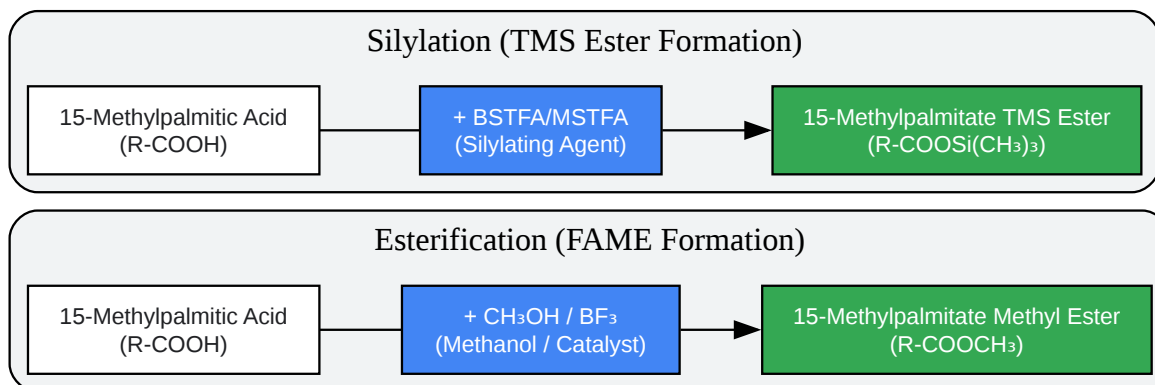 Silylation (TMS Ester Formation)
15-Methylpalmitic Acid
(R-COOH)
+ BSTFA/MSTFA
(Silylating Agent)
15-Methylpalmitate TMS Ester
(R-COOSi(CH₃)₃)
Esterification (FAME Formation)
15-Methylpalmitic Acid
(R-COOH)
+ CH₃OH / BF₃
(Methanol / Catalyst)
15-Methylpalmitate Methyl Ester
(R-COOCH₃)